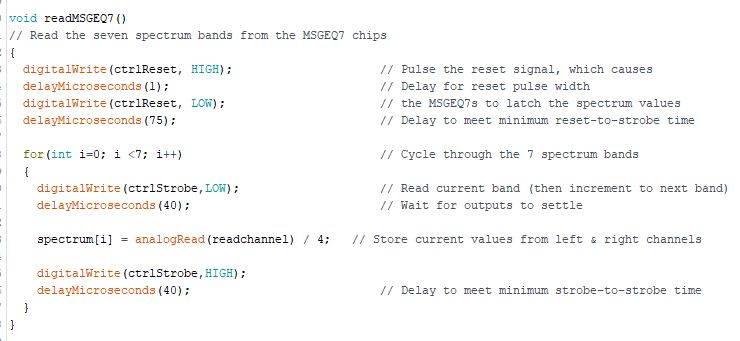 void readMSGEQ7()
// Read the seven spectrum bands from the MSGEQ7 chips
{
digitalWrite(ctrlReset, HIGH); // Pulse the reset signal, which causes
delayMicroseconds(1); // Delay for reset pulse width
digitalWrite(ctrlReset, LOW); // the MSGEQ7s to latch the spectrum values
delayMicroseconds(75); // Delay to meet minimum reset-to-strobe time
for(int i=0; i <7; i++) // Cycle through the 7 spectrum bands
{
digitalWrite(ctrlStrobe,LOW); // Read current band (then increment to next band)
delayMicroseconds(40); // Wait for outputs to settle
spectrum[i] = analogRead(readchannel) / 4; // Store current values from left & right channels
digitalWrite(ctrlStrobe,HIGH);
delayMicroseconds(40); // Delay to meet minimum strobe-to-strobe time
}
}